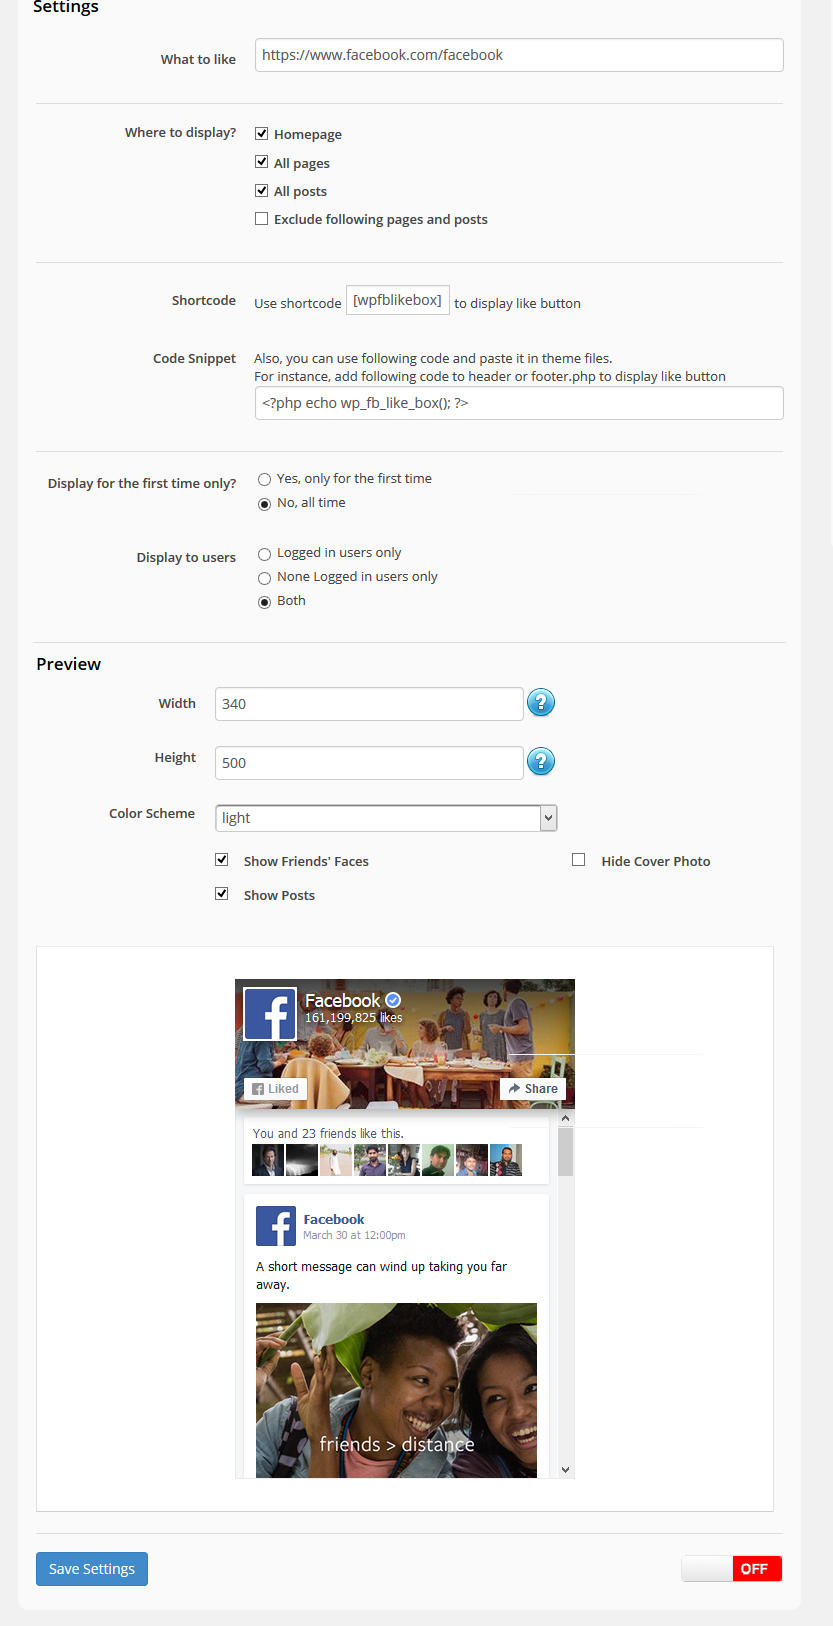 Settings
What to like
https://www.facebook.com/facebook
Where to display?
Homepage
All pages
All posts
Exclude following pages and posts
Shortcode
Use shortcode [wpfblikebox] to display like button
Code Snippet
Also, you can use following code and paste it in theme files.
For instance, add following code to header or footer.php to display like button
<?php echo wp_fb_like_box(); ?>
Display for the first time only?
Yes, only for the first time
No, all time
Display to users
Logged in users only
None Logged in users only
Both
Preview
Width
340
?
Height
500
?
Color Scheme
light
Show Friends' Faces
Hide Cover Photo
Show Posts
f
Facebook
161,199,825 likes
Liked
Share
You and 23 friends like this.
f
Facebook
March 30 at 12:00pm
A short message can wind up taking you far
away.
friends > distance
Save Settings
OFF